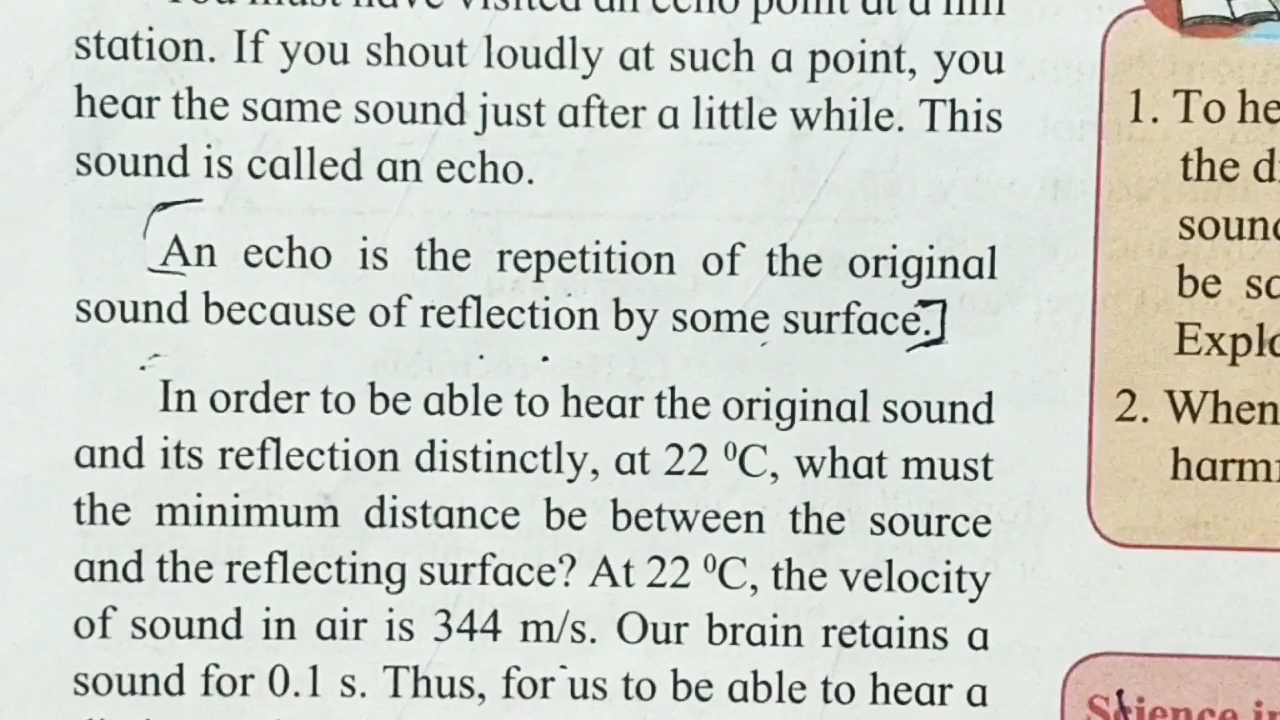 station. If you shout loudly at such a point, you
hear the same sound just after a little while. This
sound is called an echo.
An echo is the repetition of the original
sound because of reflection by some surface.
In order to be able to hear the original sound
and its reflection distinctly, at 22 ⁰C, what must
the minimum distance be between the source
and the reflecting surface? At 22 ⁰C, the velocity
of sound in air is 344 m/s. Our brain retains a
sound for 0.1 s. Thus, for us to be able to hear a
1. To he
the d
sound
be so
Explo
2. When
harm
Science in